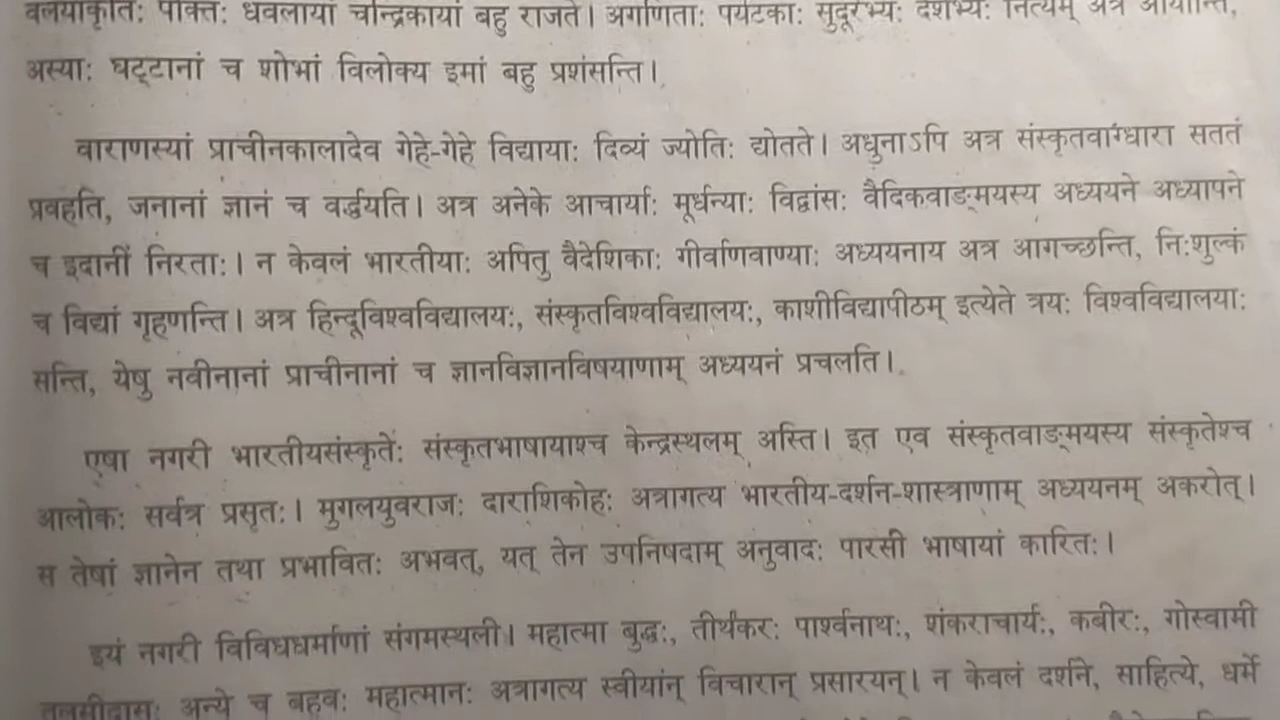 वलयाकृतिः पंक्तिः धवलायां चन्द्रिकायां बहु राजते। अगणिताः पर्यटकाः सुदूरेभ्यः देशेभ्यः नित्यम् अत्र आयान्ति,
अस्याः घट्टानां च शोभां विलोक्य इमां बहु प्रशंसन्ति।
वाराणस्यां प्राचीनकालादेव गेहे-गेहे विद्यायाः दिव्यं ज्योतिः द्योतते। अधुनाऽपि अत्र संस्कृतवाग्धारा सततं
प्रवहति, जनानां ज्ञानं च वर्द्धयति। अत्र अनेके आचार्याः मूर्धन्याः विद्वांसः वैदिकवाङ्मयस्य अध्ययने अध्यापने
च इदानीं निरताः। न केवलं भारतीयाः अपितु वैदेशिकाः गीर्वाणवाण्याः अध्ययनाय अत्र आगच्छन्ति, निःशुल्कं
च विद्यां गृहणन्ति। अत्र हिन्दूविश्वविद्यालयः, संस्कृतविश्वविद्यालयः, काशीविद्यापीठम् इत्येते त्रयः विश्वविद्यालयाः
सन्ति, येषु नवीनानां प्राचीनानां च ज्ञानविज्ञानविषयाणाम् अध्ययनं प्रचलति।
एषा नगरी भारतीयसंस्कृतेः संस्कृतभाषायाश्च केन्द्रस्थलम् अस्ति। इत एव संस्कृतवाङ्मयस्य संस्कृतेश्च
आलोकः सर्वत्र प्रसृतः। मुगलयुवराजः दाराशिकोहः अत्रागत्य भारतीय-दर्शन-शास्त्राणाम् अध्ययनम् अकरोत्।
स तेषां ज्ञानेन तथा प्रभावितः अभवत्, यत् तेन उपनिषदाम् अनुवादः पारसी भाषायां कारितः।
इयं नगरी विविधधर्माणां संगमस्थली। महात्मा बुद्धः, तीर्थंकरः पार्श्वनाथः, शंकराचार्यः, कबीरः, गोस्वामी
तुलसीदासः अन्ये च बहवः महात्मानः अत्रागत्य स्वीयान् विचारान् प्रसारयन्। न केवलं दर्शने, साहित्ये, धर्मे